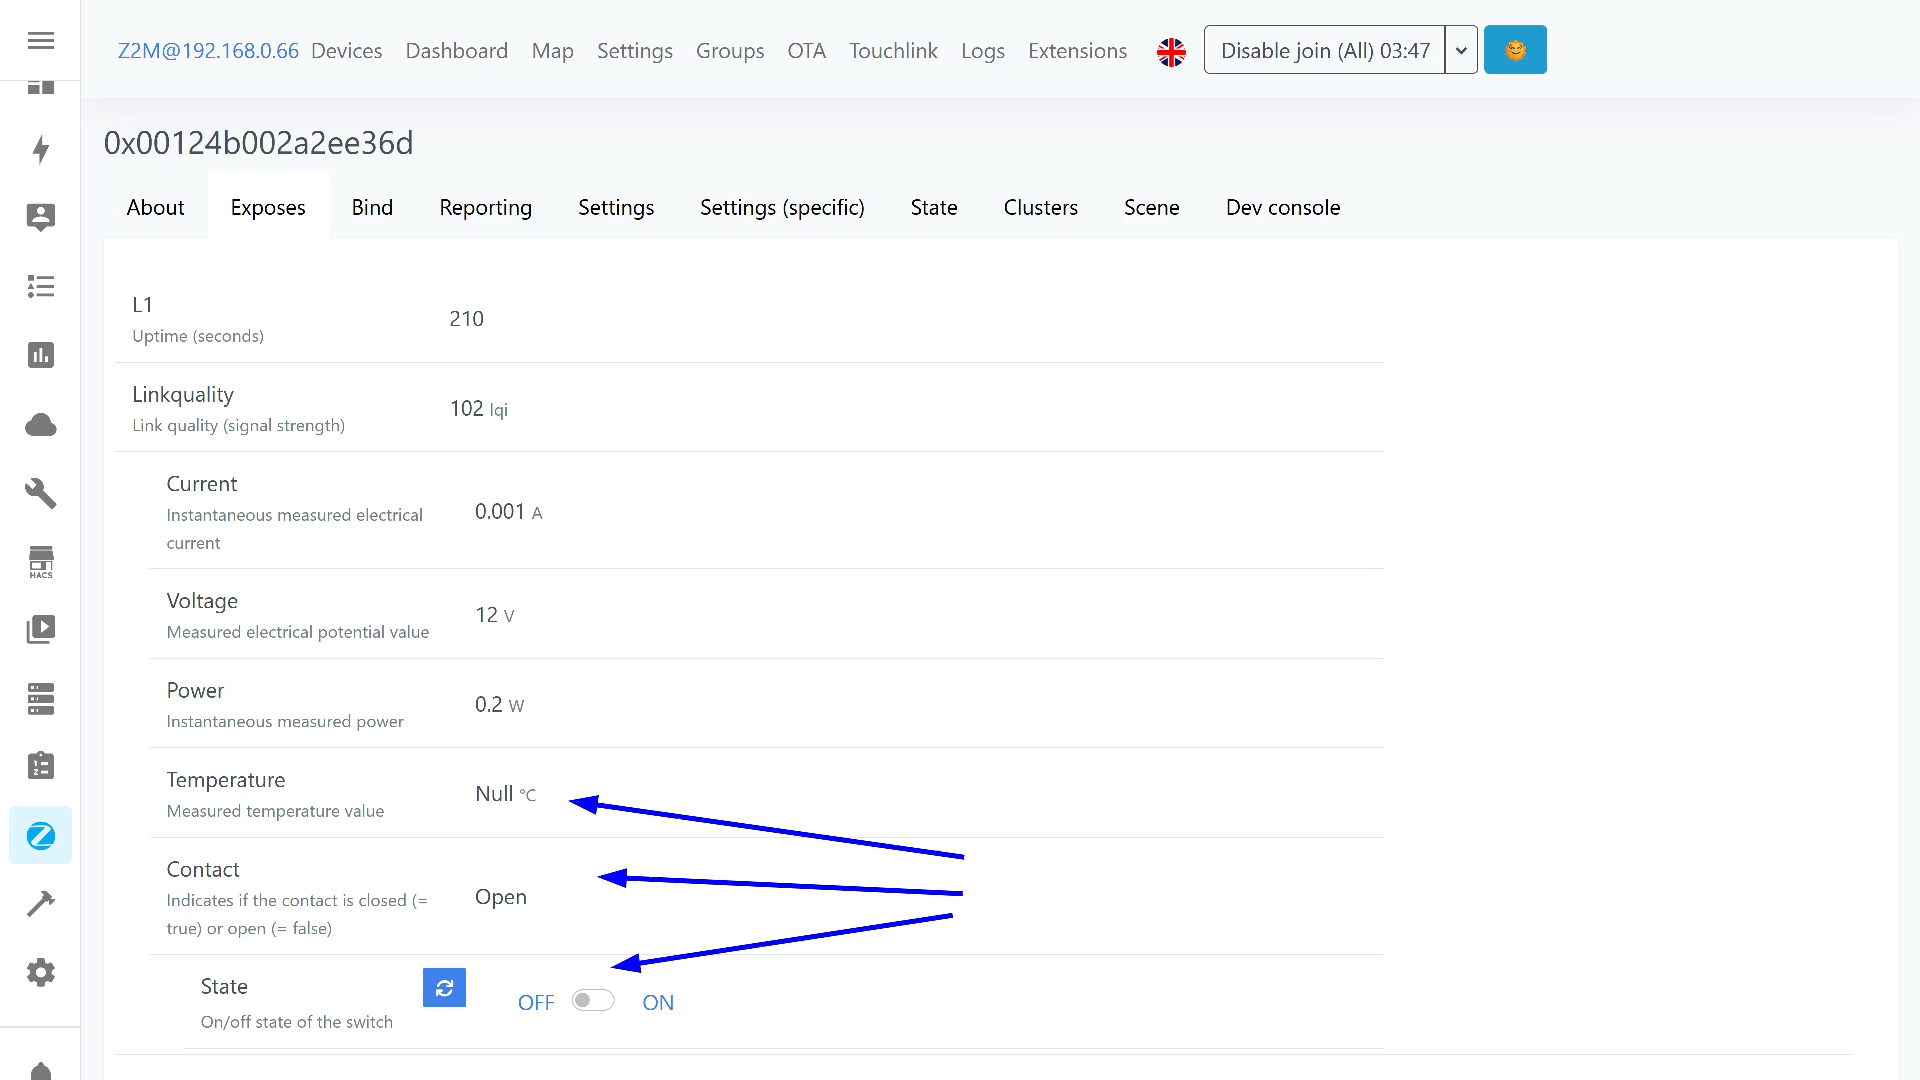 Z2M@192.168.0.66 Devices Dashboard Map Settings Groups OTA Touchlink Logs Extensions Disable join (All) 03:47
0x00124b002a2ee36d
About Exposes Bind Reporting Settings Settings (specific) State Clusters Scene Dev console
L1
Uptime (seconds)
210
Linkquality
Link quality (signal strength)
102 lqi
Current
Instantaneous measured electrical
current
0.001 A
Voltage
Measured electrical potential value
12 V
Power
Instantaneous measured power
0.2 W
Temperature
Measured temperature value
Null °C
Contact
Indicates if the contact is closed (=
true) or open (= false)
Open
State
On/off state of the switch
OFF ON
HACS